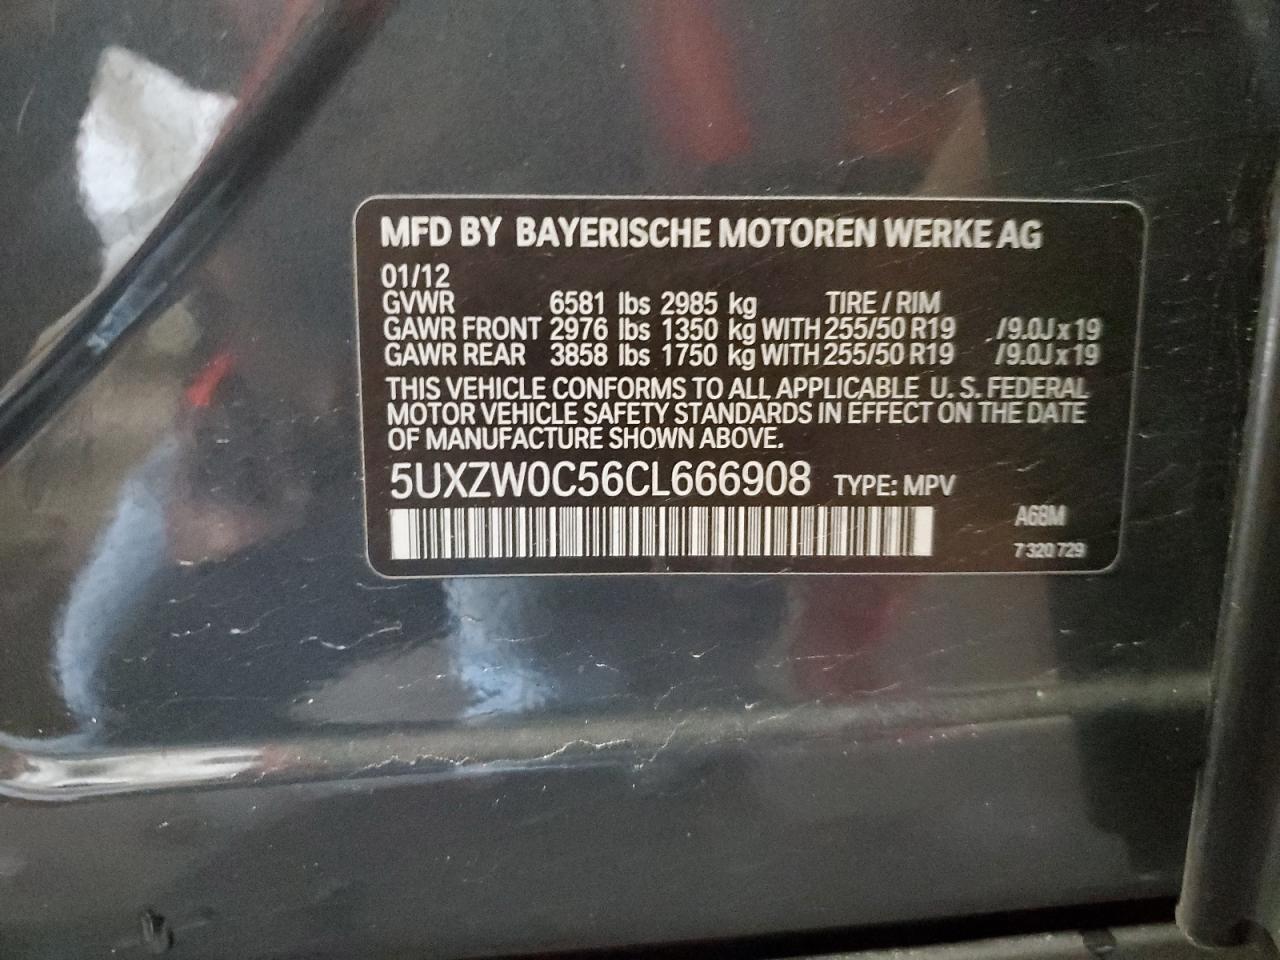 MFD BY BAYERISCHE MOTOREN WERKE AG
01/12
GVWR 6581 lbs 2985 kg TIRE / RIM
GAWR FRONT 2976 lbs 1350 kg WITH 255/50 R19 /9.0J x 19
GAWR REAR 3858 lbs 1750 kg WITH 255/50 R19 /9.0J x 19
THIS VEHICLE CONFORMS TO ALL APPLICABLE U. S. FEDERAL
MOTOR VEHICLE SAFETY STANDARDS IN EFFECT ON THE DATE
OF MANUFACTURE SHOWN ABOVE.
5UXZW0C56CL666908 TYPE: MPV
A68M
7 320 729